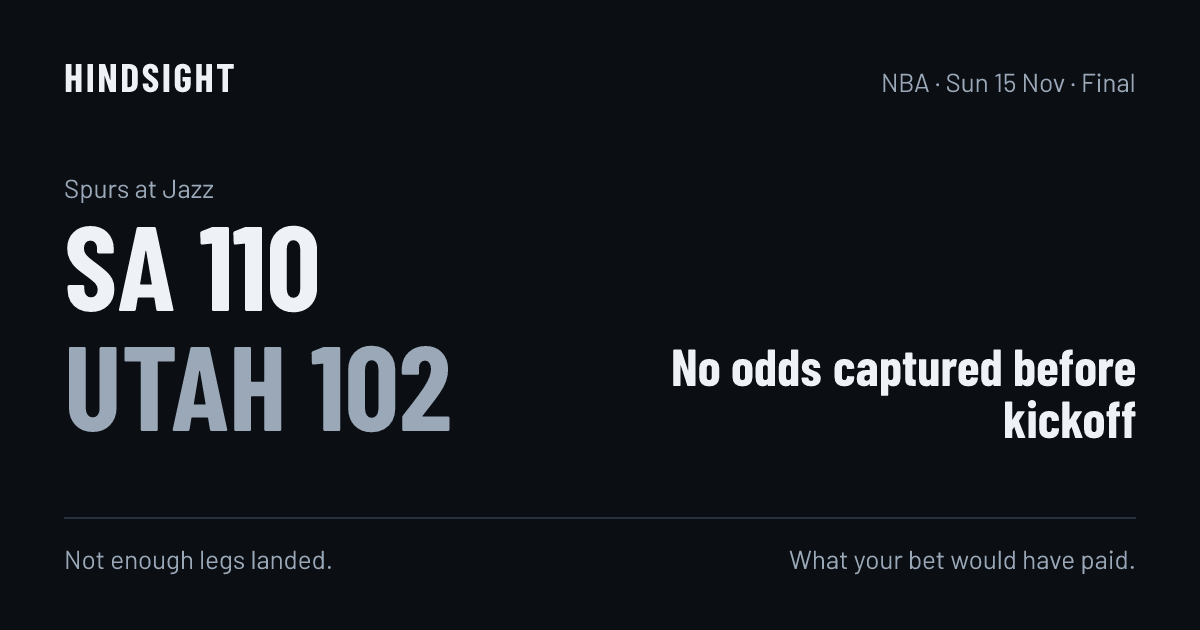 HINDSIGHT
NBA · Sun 15 Nov · Final
Spurs at Jazz
SA 110
UTAH 102
No odds captured before
kickoff
Not enough legs landed.
What your bet would have paid.